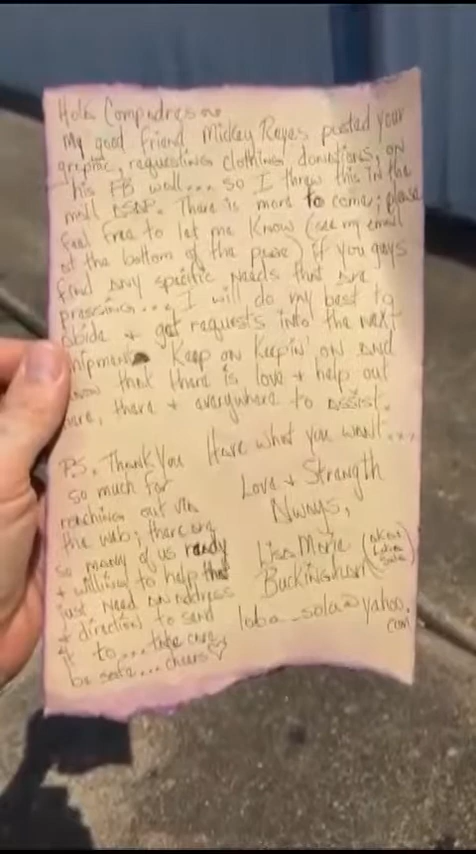 Hola Compadres~
My good friend Mickey Reyes posted your
graphic, requesting clothing donations, on
his FB wall... so I threw this in the
mail ASAP. There is more to come; please
feel free to let me know (see my email
at the bottom of the page) if you guys
find any specific needs that are
pressing... I will do my best to
abide + get requests into the next
shipment. Keep on Keepin' on and
know that there is love + help out
here, there + everywhere to assist.
Have what you want...
Love + Strength
Always,
Lisa Marie
Buckingham
loba_sola@yahoo.
com
P.S. Thank you
so much for
reaching out via
the web; there are
so many of us ready
+ willing to help that
just need an address
+ direction to send
it to... take care,
be safe... cheers ♡